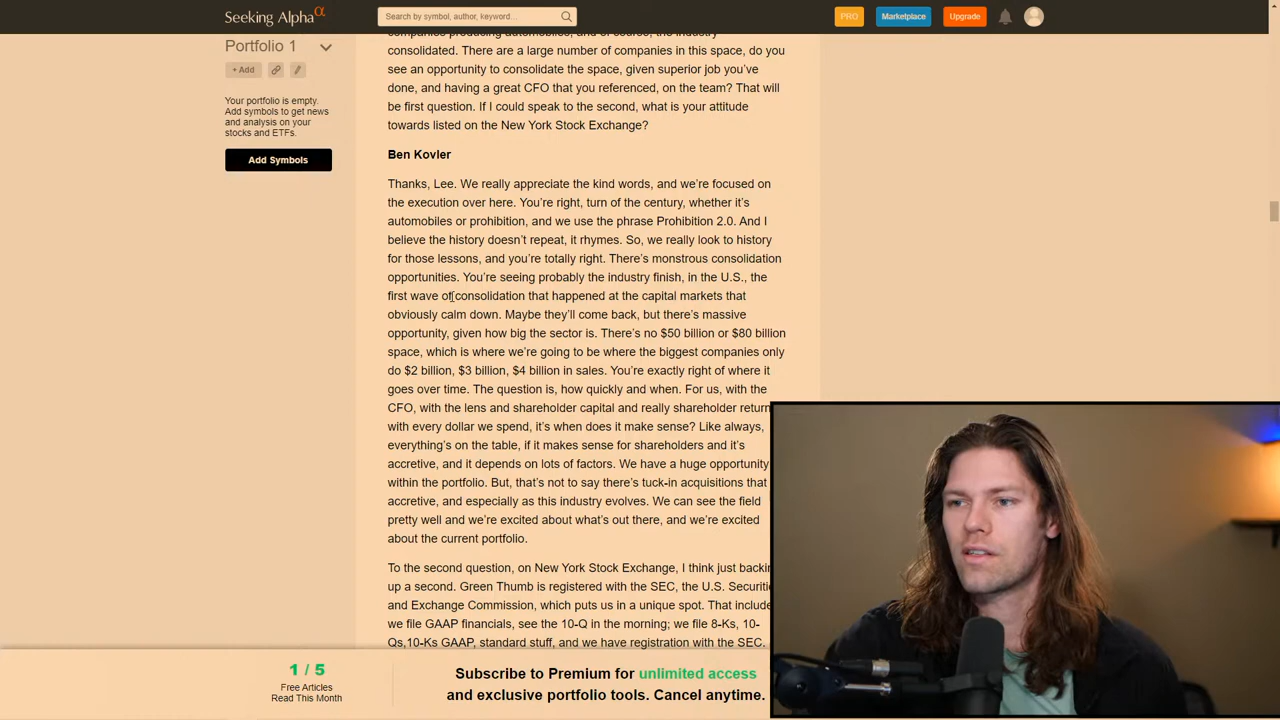 Seeking Alpha α
Search by symbol, author, keyword...
PRO
Marketplace
Upgrade
Portfolio 1
+ Add
Your portfolio is empty.
Add symbols to get news
and analysis on your
stocks and ETFs.
Add Symbols
companies producing automobiles, and of course, the industry
consolidated. There are a large number of companies in this space, do you
see an opportunity to consolidate the space, given superior job you’ve
done, and having a great CFO that you referenced, on the team? That will
be first question. If I could speak to the second, what is your attitude
towards listed on the New York Stock Exchange?
Ben Kovler
Thanks, Lee. We really appreciate the kind words, and we’re focused on
the execution over here. You’re right, turn of the century, whether it’s
automobiles or prohibition, and we use the phrase Prohibition 2.0. And I
believe the history doesn’t repeat, it rhymes. So, we really look to history
for those lessons, and you’re totally right. There’s monstrous consolidation
opportunities. You’re seeing probably the industry finish, in the U.S., the
first wave of consolidation that happened at the capital markets that
obviously calm down. Maybe they’ll come back, but there’s massive
opportunity, given how big the sector is. There’s no $50 billion or $80 billion
space, which is where we’re going to be where the biggest companies only
do $2 billion, $3 billion, $4 billion in sales. You’re exactly right of where it
goes over time. The question is, how quickly and when. For us, with the
CFO, with the lens and shareholder capital and really shareholder return
with every dollar we spend, it’s when does it make sense? Like always,
everything’s on the table, if it makes sense for shareholders and it’s
accretive, and it depends on lots of factors. We have a huge opportunity
within the portfolio. But, that’s not to say there’s tuck-in acquisitions that
accretive, and especially as this industry evolves. We can see the field
pretty well and we’re excited about what’s out there, and we’re excited
about the current portfolio.
To the second question, on New York Stock Exchange, I think just backin
up a second. Green Thumb is registered with the SEC, the U.S. Securiti
and Exchange Commission, which puts us in a unique spot. That include
we file GAAP financials, see the 10-Q in the morning; we file 8-Ks, 10-
Qs,10-Ks GAAP, standard stuff, and we have registration with the SEC.
1 / 5
Free Articles
Read This Month
Subscribe to Premium for unlimited access
and exclusive portfolio tools. Cancel anytime.